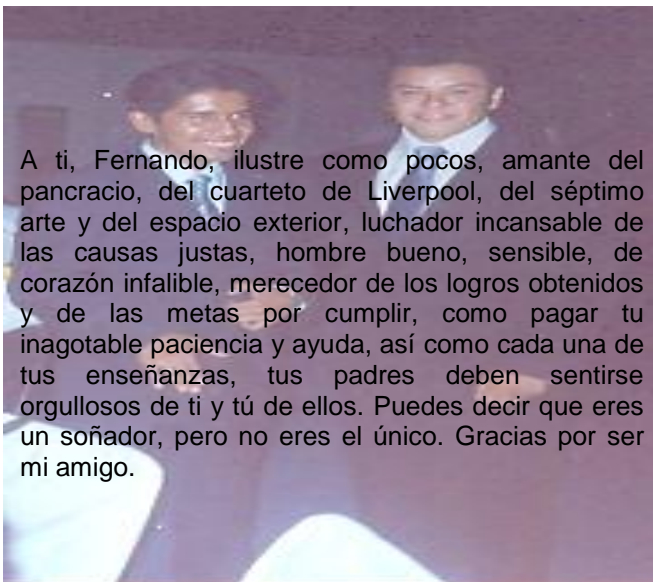 A ti, Fernando, ilustre como pocos, amante del
pancracio, del cuarteto de Liverpool, del séptimo
arte y del espacio exterior, luchador incansable de
las causas justas, hombre bueno, sensible, de
corazón infalible, merecedor de los logros obtenidos
y de las metas por cumplir, como pagar tu
inagotable paciencia y ayuda, así como cada una de
tus enseñanzas, tus padres deben sentirse
orgullosos de ti y tú de ellos. Puedes decir que eres
un soñador, pero no eres el único. Gracias por ser
mi amigo.